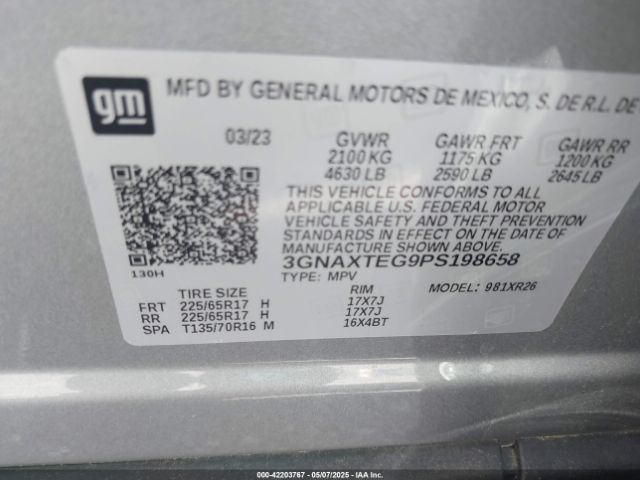 gm
MFD BY GENERAL MOTORS DE MEXICO, S. DE R.L. DE
03/23 GVWR GAWR FRT GAWR RR
2100 KG 1175 KG 1200 KG
4630 LB 2590 LB 2645 LB
THIS VEHICLE CONFORMS TO ALL
APPLICABLE U.S. FEDERAL MOTOR
VEHICLE SAFETY AND THEFT PREVENTION
STANDARDS IN EFFECT ON THE DATE OF
MANUFACTURE SHOWN ABOVE.
130H
3GNAXTEG9PS198658
TYPE: MPV MODEL: 981XR26
TIRE SIZE RIM
FRT 225/65R17 H 17X7J
RR 225/65R17 H 17X7J
SPA T135/70R16 M 16X4BT
00-42203767 - 05/07/2025 - IAA Inc.